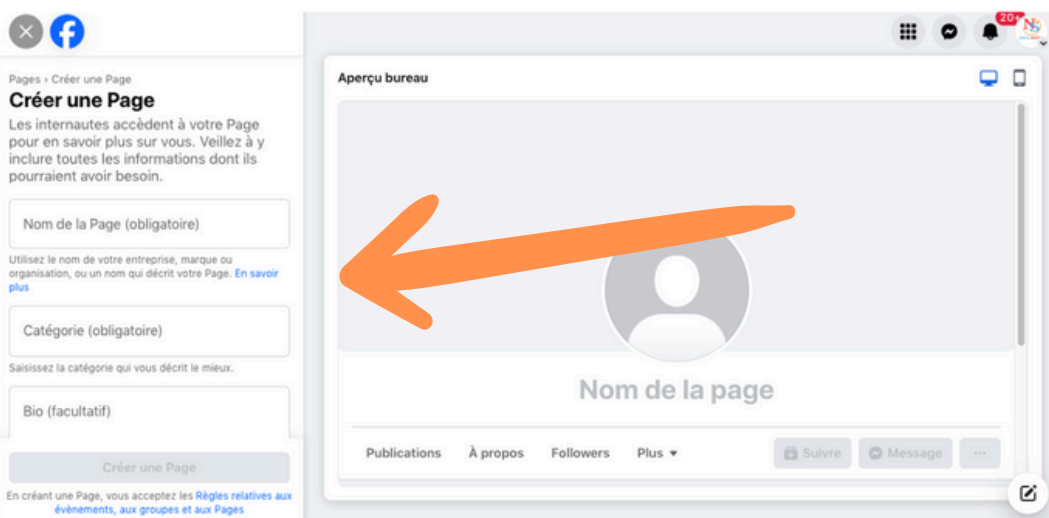 20+
Pages › Créer une Page
Créer une Page
Les internautes accèdent à votre Page
pour en savoir plus sur vous. Veillez à y
inclure toutes les informations dont ils
pourraient avoir besoin.
Nom de la Page (obligatoire)
Utilisez le nom de votre entreprise, marque ou
organisation, ou un nom qui décrit votre Page. En savoir
plus
Catégorie (obligatoire)
Saisissez la catégorie qui vous décrit le mieux.
Bio (facultatif)
Créer une Page
En créant une Page, vous acceptez les Règles relatives aux
évènements, aux groupes et aux Pages
Aperçu bureau
Nom de la page
Publications À propos Followers Plus Suivre Message